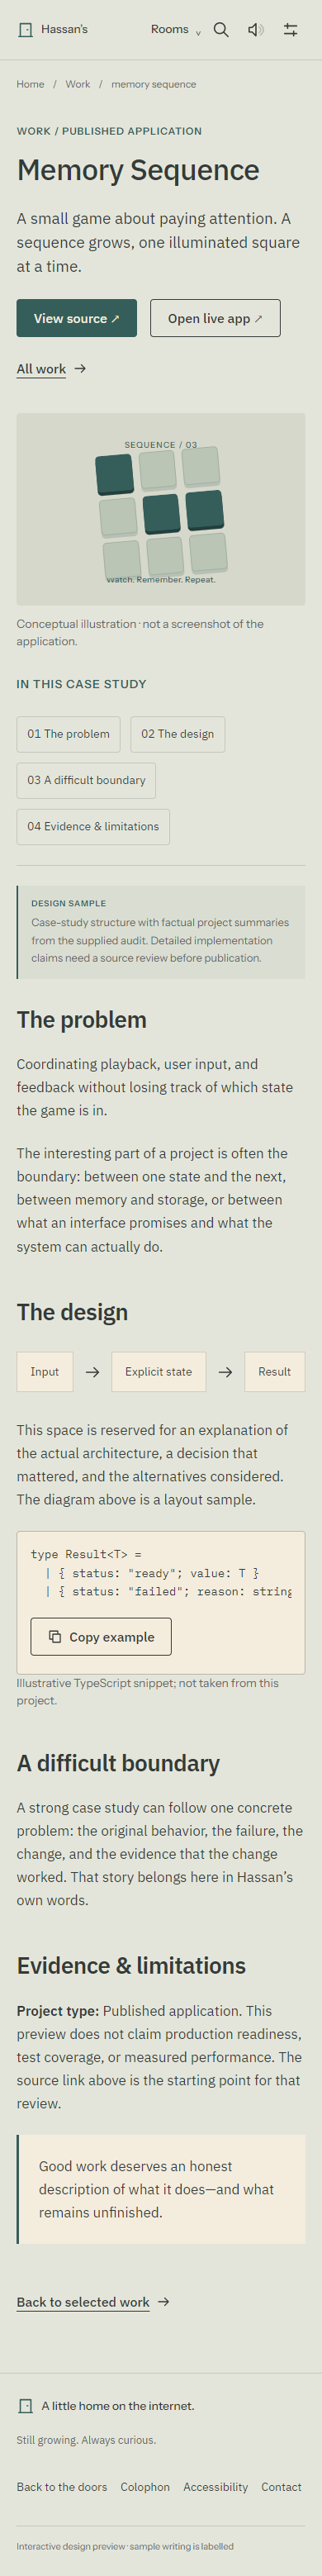 Hassan's Rooms
Home / Work / memory sequence
WORK / PUBLISHED APPLICATION
Memory Sequence
A small game about paying attention. A
sequence grows, one illuminated square
at a time.
View source ↗ Open live app ↗
All work →
SEQUENCE / 03
Watch. Remember. Repeat.
Conceptual illustration · not a screenshot of the
application.
IN THIS CASE STUDY
01 The problem 02 The design
03 A difficult boundary
04 Evidence & limitations
DESIGN SAMPLE
Case-study structure with factual project summaries
from the supplied audit. Detailed implementation
claims need a source review before publication.
The problem
Coordinating playback, user input, and
feedback without losing track of which state
the game is in.
The interesting part of a project is often the
boundary: between one state and the next,
between memory and storage, or between
what an interface promises and what the
system can actually do.
The design
Input → Explicit state → Result
This space is reserved for an explanation of
the actual architecture, a decision that
mattered, and the alternatives considered.
The diagram above is a layout sample.
type Result<T> =
| { status: "ready"; value: T }
| { status: "failed"; reason: string
Copy example
Illustrative TypeScript snippet; not taken from this
project.
A difficult boundary
A strong case study can follow one concrete
problem: the original behavior, the failure, the
change, and the evidence that the change
worked. That story belongs here in Hassan's
own words.
Evidence & limitations
Project type: Published application. This
preview does not claim production readiness,
test coverage, or measured performance. The
source link above is the starting point for that
review.
Good work deserves an honest
description of what it does—and what
remains unfinished.
Back to selected work →
A little home on the internet.
Still growing. Always curious.
Back to the doors Colophon Accessibility Contact
Interactive design preview · sample writing is labelled